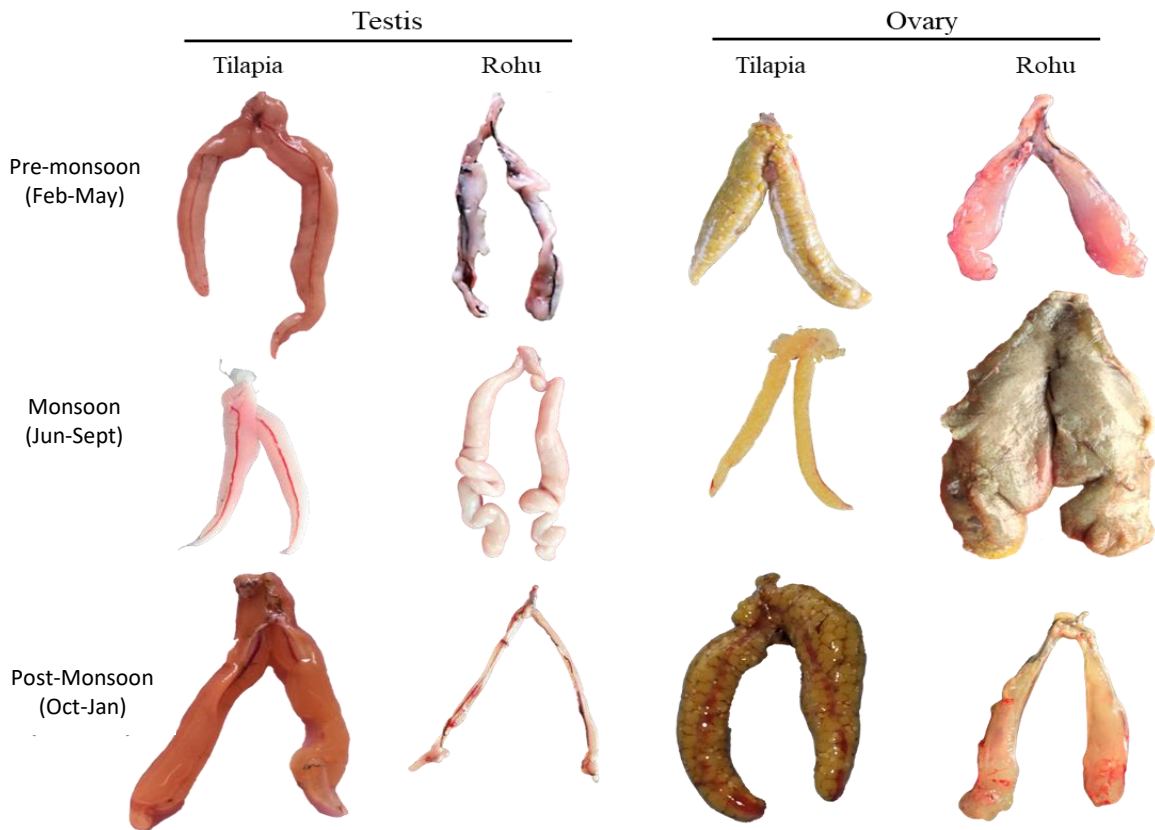 Testis
Ovary
Tilapia
Rohu
Tilapia
Rohu
Pre-monsoon
(Feb-May)
Monsoon
(Jun-Sept)
Post-Monsoon
(Oct-Jan)